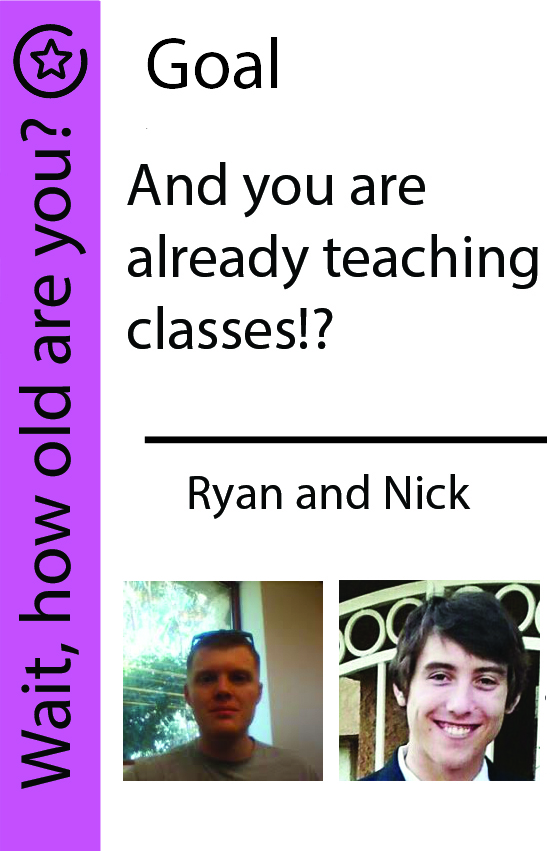 Wait, how old are you?
Goal
And you are
already teaching
classes!?
Ryan and Nick